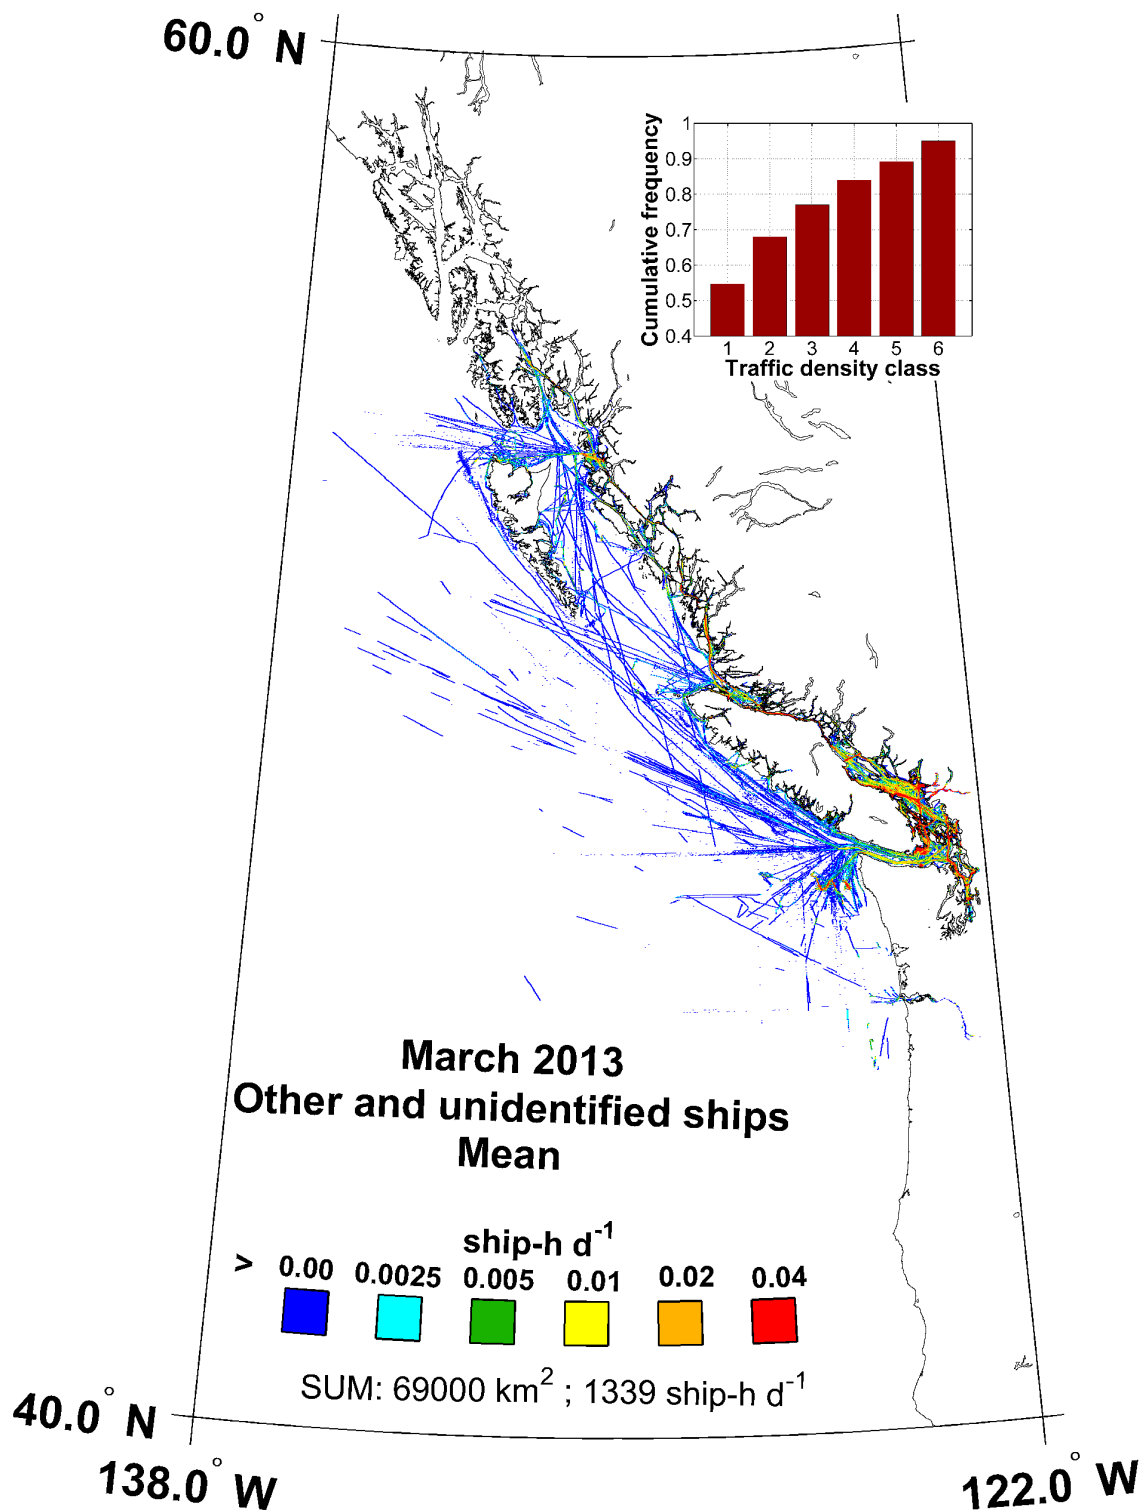 60.0° N
Cumulative frequency
1
0.9
0.8
0.7
0.6
0.5
0.4
1 2 3 4 5 6
Traffic density class
March 2013
Other and unidentified ships
Mean
ship-h d⁻¹
> 0.00 0.0025 0.005 0.01 0.02 0.04
SUM: 69000 km² ; 1339 ship-h d⁻¹
40.0° N
138.0° W
122.0° W